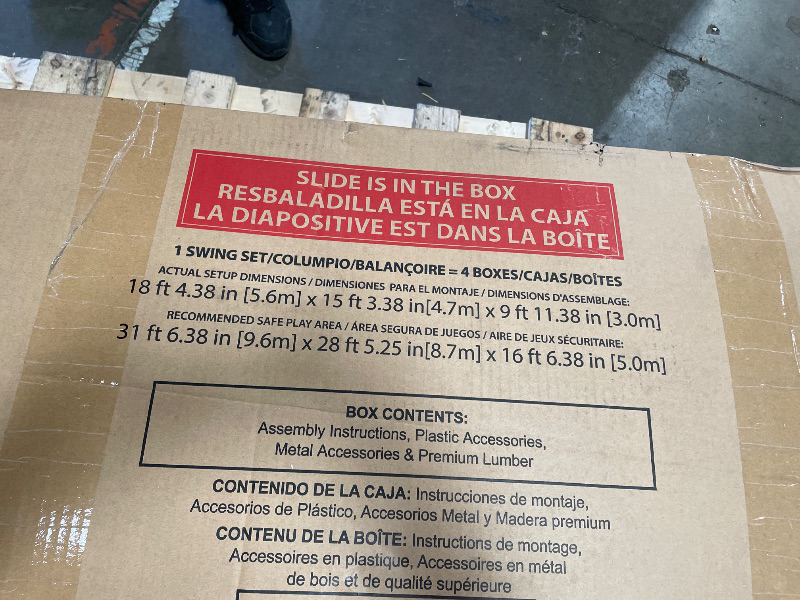 SLIDE IS IN THE BOX
RESBALADILLA ESTÁ EN LA CAJA
LA DIAPOSITIVE EST DANS LA BOÎTE
1 SWING SET/COLUMPIO/BALANÇOIRE = 4 BOXES/CAJAS/BOÎTES
ACTUAL SETUP DIMENSIONS / DIMENSIONES PARA EL MONTAJE / DIMENSIONS D'ASSEMBLAGE:
18 ft 4.38 in [5.6m] x 15 ft 3.38 in[4.7m] x 9 ft 11.38 in [3.0m]
RECOMMENDED SAFE PLAY AREA / ÁREA SEGURA DE JUEGOS / AIRE DE JEUX SÉCURITAIRE:
31 ft 6.38 in [9.6m] x 28 ft 5.25 in[8.7m] x 16 ft 6.38 in [5.0m]
BOX CONTENTS:
Assembly Instructions, Plastic Accessories,
Metal Accessories & Premium Lumber
CONTENIDO DE LA CAJA: Instrucciones de montaje,
Accesorios de Plástico, Accesorios Metal y Madera premium
CONTENU DE LA BOÎTE: Instructions de montage,
Accessoires en plastique, Accessoires en métal
de bois et de qualité supérieure